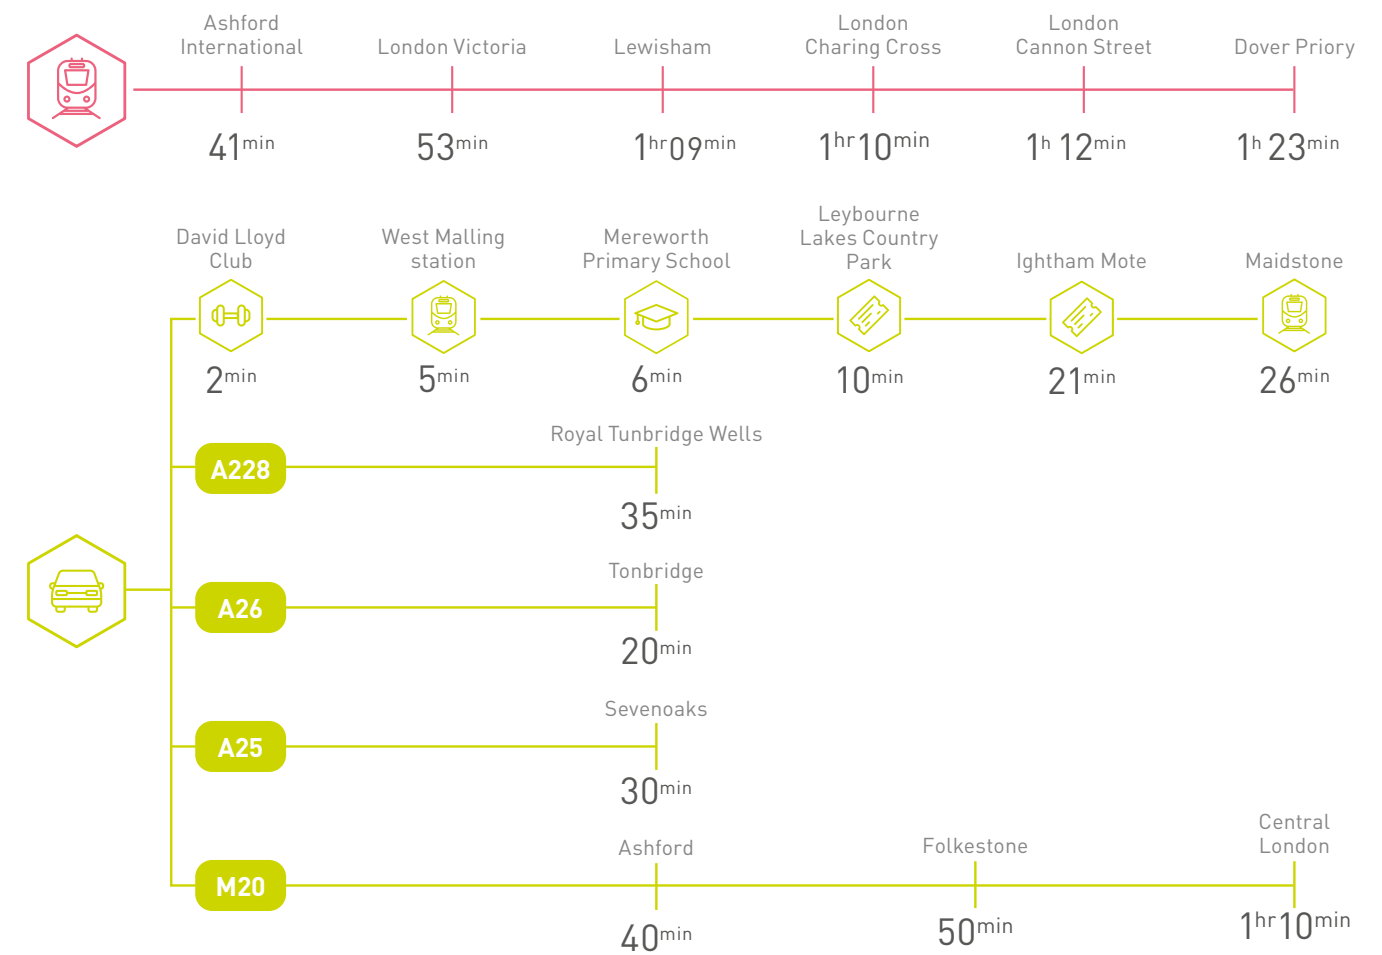 Ashford
International
London Victoria
Lewisham
London
Charing Cross
London
Cannon Street
Dover Priory
41min
53min
1hr09min
1hr10min
1h 12min
1h 23min
David Lloyd
Club
West Malling
station
Mereworth
Primary School
Leybourne
Lakes Country
Park
Ightham Mote
Maidstone
2min
5min
6min
10min
21min
26min
A228
Royal Tunbridge Wells
35min
A26
Tonbridge
20min
A25
Sevenoaks
30min
M20
Ashford
40min
Folkestone
50min
Central
London
1hr10min